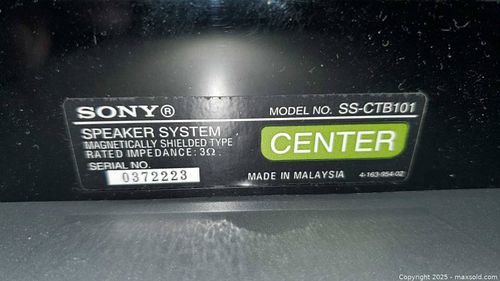 SONY®
MODEL NO. SS-CTB101
SPEAKER SYSTEM
MAGNETICALLY SHIELDED TYPE
RATED IMPEDANCE: 3Ω
CENTER
SERIAL NO.
0372223
MADE IN MALAYSIA
4-163-954-02
Copyright © 2025 - maxsold.com